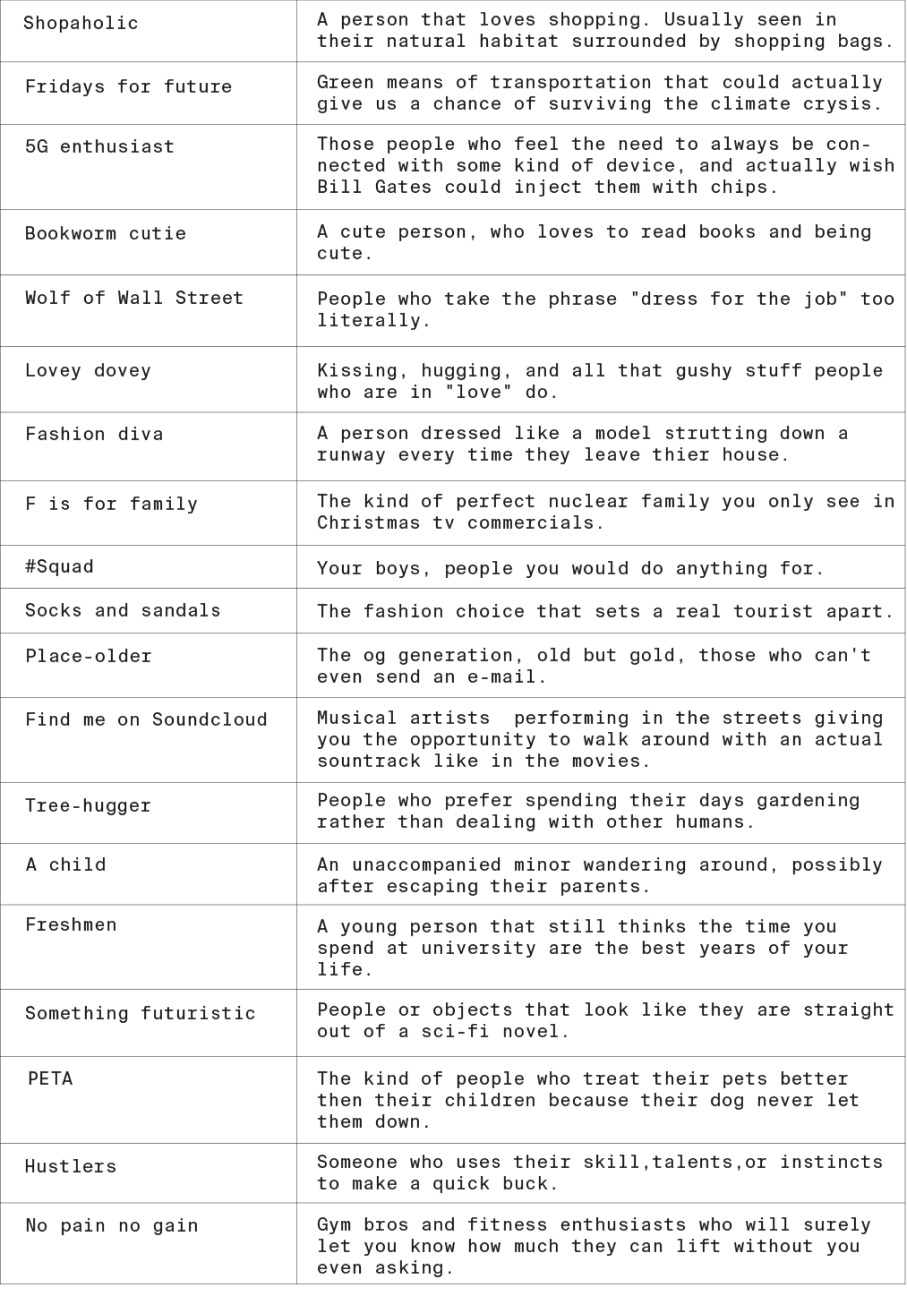 Shopaholic
A person that loves shopping. Usually seen in
their natural habitat surrounded by shopping bags.
Fridays for future
Green means of transportation that could actually
give us a chance of surviving the climate crysis.
5G enthusiast
Those people who feel the need to always be con-
nected with some kind of device, and actually wish
Bill Gates could inject them with chips.
Bookworm cutie
A cute person, who loves to read books and being
cute.
Wolf of Wall Street
People who take the phrase "dress for the job" too
literally.
Lovey dovey
Kissing, hugging, and all that gushy stuff people
who are in "love" do.
Fashion diva
A person dressed like a model strutting down a
runway every time they leave thier house.
F is for family
The kind of perfect nuclear family you only see in
Christmas tv commercials.
#Squad
Your boys, people you would do anything for.
Socks and sandals
The fashion choice that sets a real tourist apart.
Place-older
The og generation, old but gold, those who can't
even send an e-mail.
Find me on Soundcloud
Musical artists  performing in the streets giving
you the opportunity to walk around with an actual
sountrack like in the movies.
Tree-hugger
People who prefer spending their days gardening
rather than dealing with other humans.
A child
An unaccompanied minor wandering around, possibly
after escaping their parents.
Freshmen
A young person that still thinks the time you
spend at university are the best years of your
life.
Something futuristic
People or objects that look like they are straight
out of a sci-fi novel.
PETA
The kind of people who treat their pets better
then their children because their dog never let
them down.
Hustlers
Someone who uses their skill,talents,or instincts
to make a quick buck.
No pain no gain
Gym bros and fitness enthusiasts who will surely
let you know how much they can lift without you
even asking.